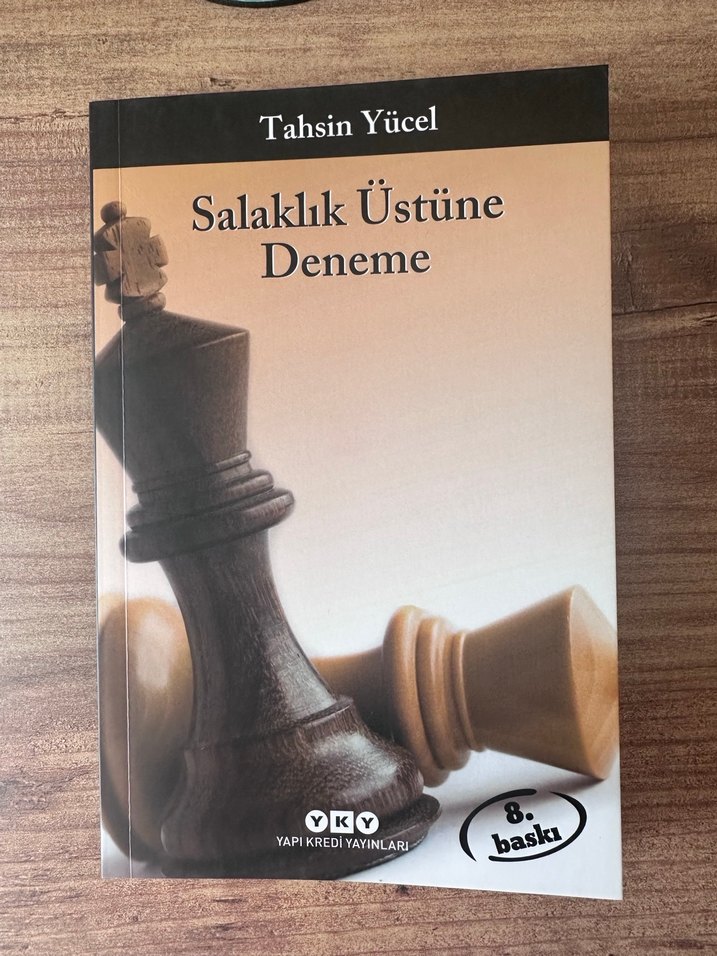 Tahsin Yücel
Salaklık Üstüne
Deneme
YKY
YAPI KREDİ YAYINLARI
8.
baskı